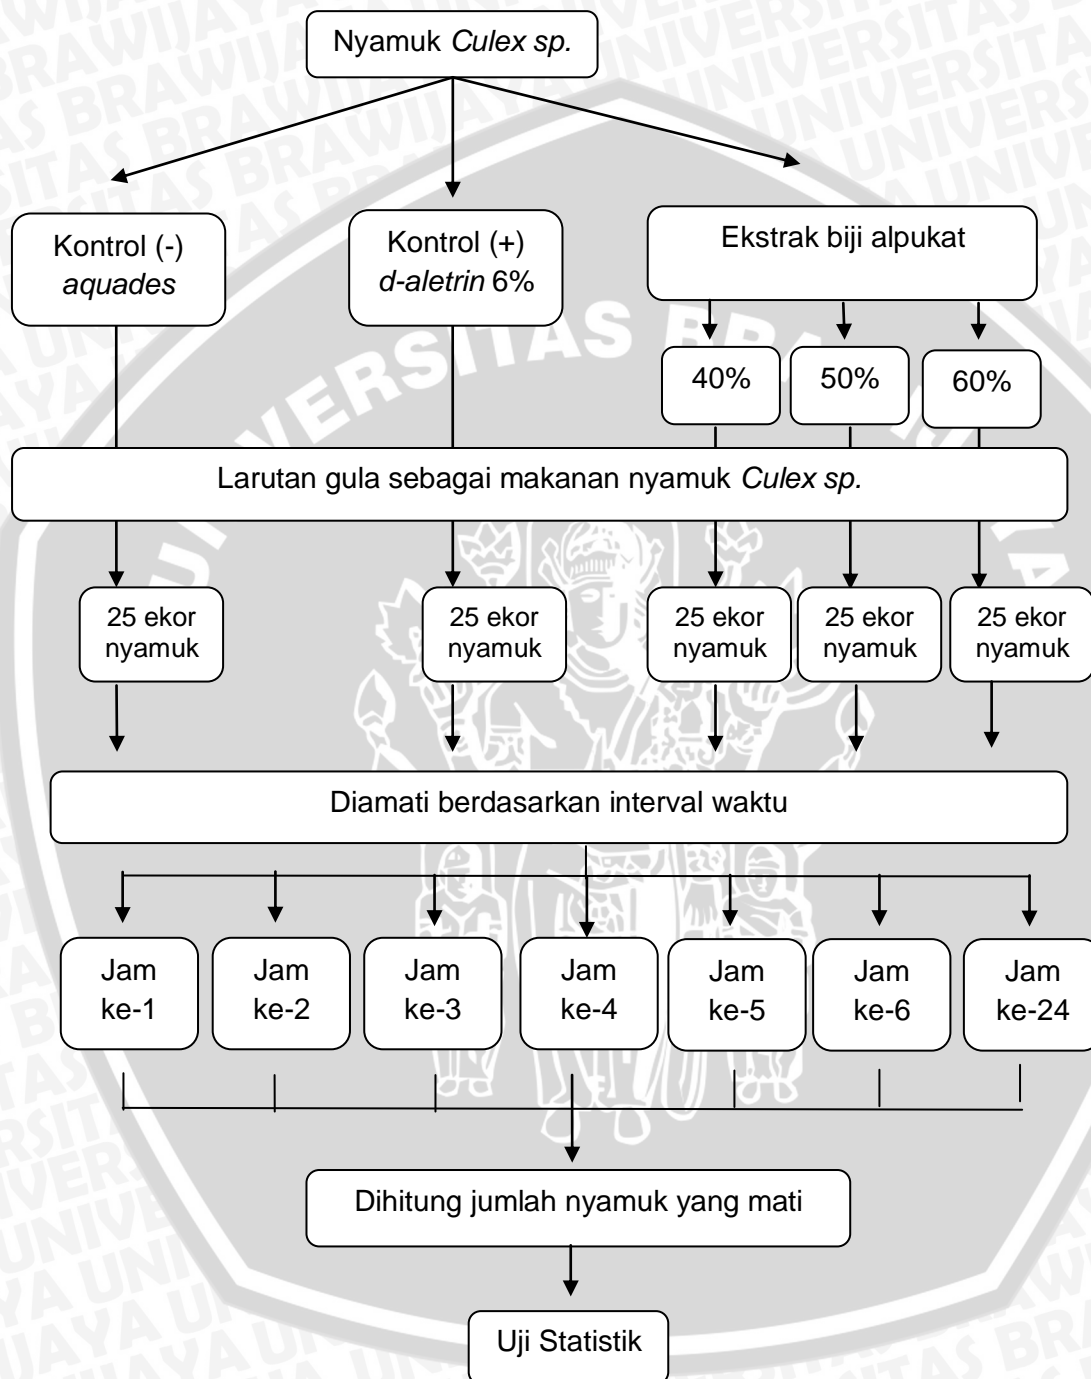 Nyamuk Culex sp.
Kontrol (-)
aquades
Kontrol (+)
d-aletrin 6%
Ekstrak biji alpukat
40%
50%
60%
Larutan gula sebagai makanan nyamuk Culex sp.
25 ekor
nyamuk
25 ekor
nyamuk
25 ekor
nyamuk
25 ekor
nyamuk
25 ekor
nyamuk
Diamati berdasarkan interval waktu
Jam
ke-1
Jam
ke-2
Jam
ke-3
Jam
ke-4
Jam
ke-5
Jam
ke-6
Jam
ke-24
Dihitung jumlah nyamuk yang mati
Uji Statistik